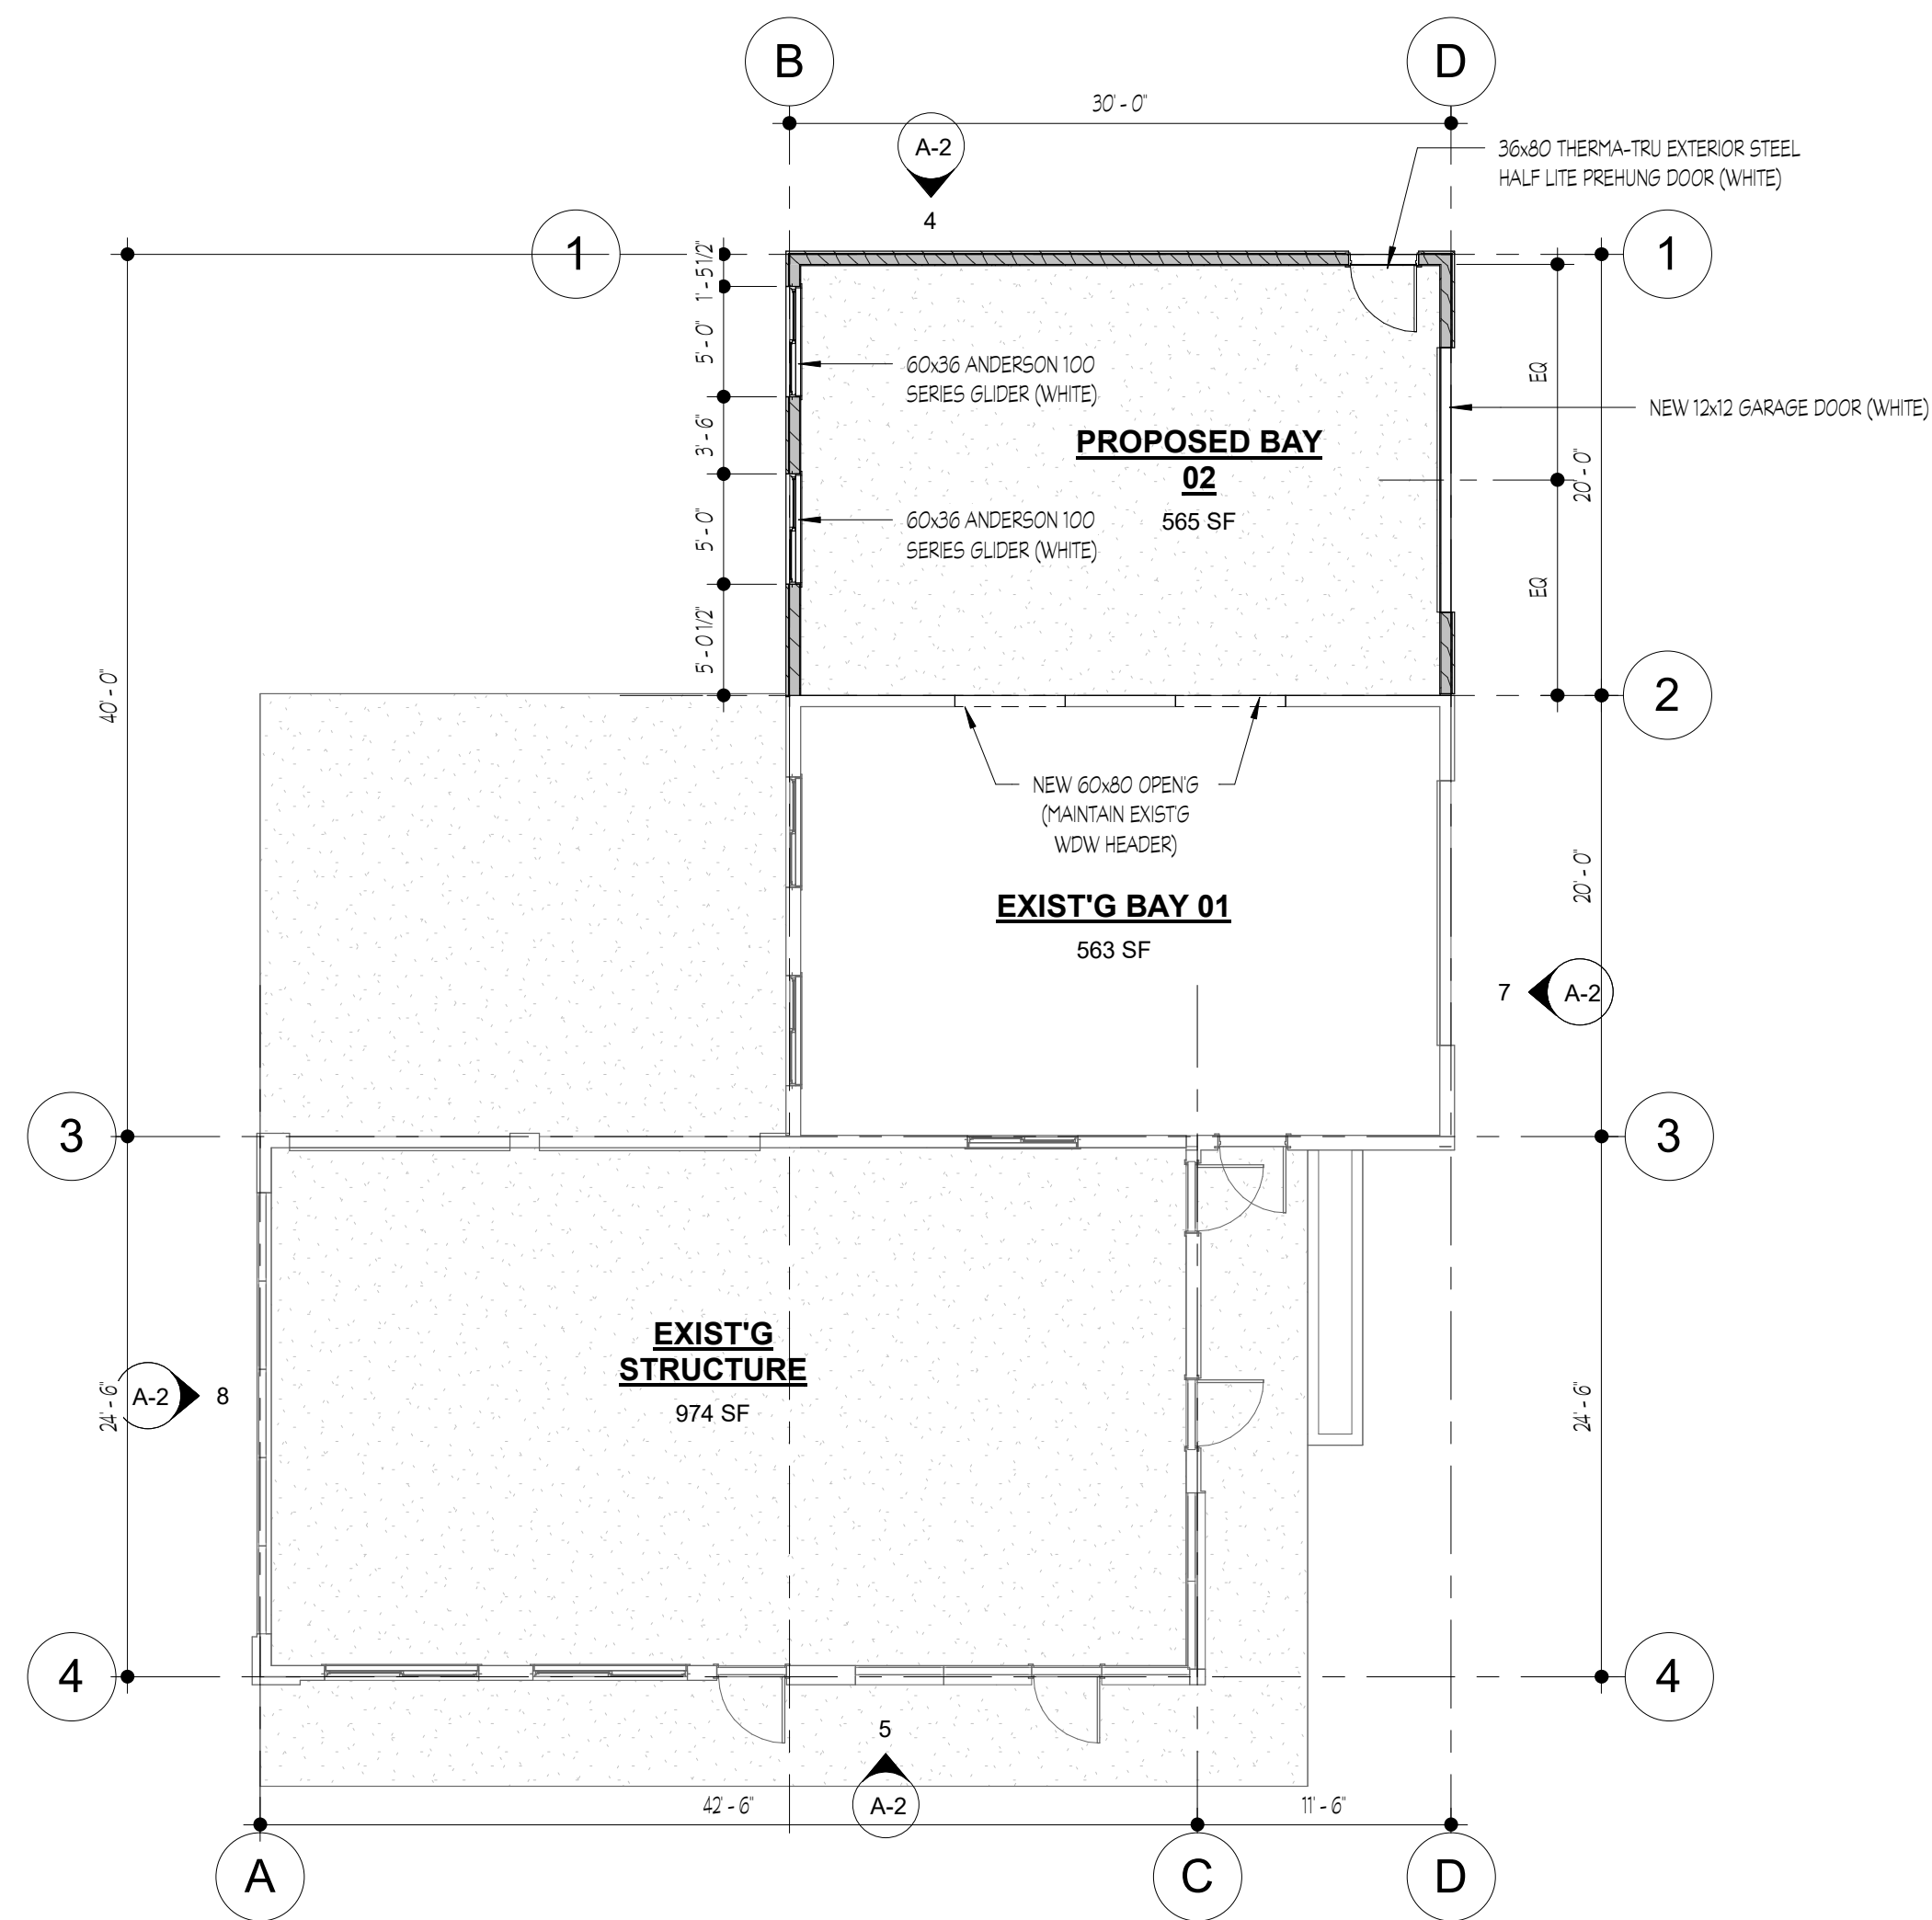 B
D
30' - 0"
A-2
4
36x80 THERMA-TRU EXTERIOR STEEL
HALF LITE PREHUNG DOOR (WHITE)
1
1
1' - 5 1/2"
5' - 0"
3' - 6"
5' - 0"
5' - 0 1/2"
60x36 ANDERSON 100
SERIES GLIDER (WHITE)
60x36 ANDERSON 100
SERIES GLIDER (WHITE)
PROPOSED BAY
02
565 SF
EQ
EQ
NEW 12x12 GARAGE DOOR (WHITE)
20' - 0"
40' - 0"
2
NEW 60x80 OPEN'G
(MAINTAIN EXIST'G
WDW HEADER)
EXIST'G BAY 01
563 SF
20' - 0"
7
A-2
3
3
EXIST'G
STRUCTURE
974 SF
24' - 6"
A-2
8
24' - 6"
4
4
5
A-2
42' - 6"
11' - 6"
A
C
D